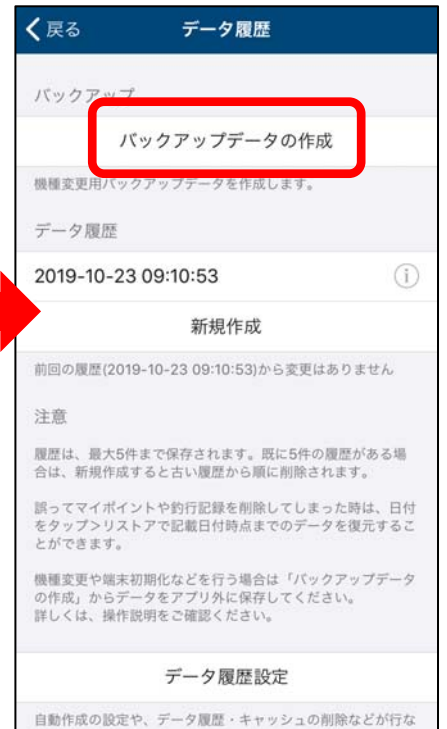 戻る
データ履歴
バックアップ
バックアップデータの作成
機種変更用バックアップデータを作成します。
データ履歴
2019-10-23 09:10:53
新規作成
前回の履歴(2019-10-23 09:10:53)から変更はありません
注意
履歴は、最大5件まで保存されます。既に5件の履歴がある場
合は、新規作成すると古い履歴から順に削除されます。
誤ってマイポイントや釣行記録を削除してしまった時は、日付
をタップ>リストアで記載日付時点までのデータを復元するこ
とができます。
機種変更や端末初期化などを行う場合は「バックアップデータ
の作成」からデータをアプリ外に保存してください。
詳しくは、操作説明をご確認ください。
データ履歴設定
自動作成の設定や、データ履歴・キャッシュの削除などが行な